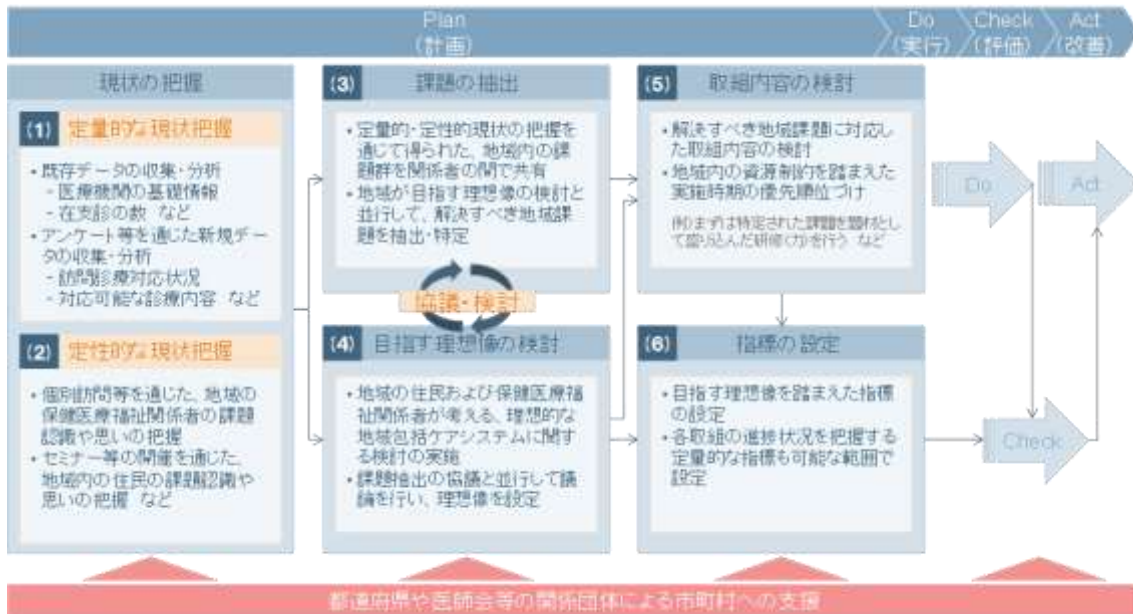 Plan
(計画)
Do
(実行)
Check
(評価)
Act
(改善)
現状の把握
(1) 定量的な現状把握
・既存データの収集・分析
－医療機関の基礎情報
－在支診の数 など
・アンケート等を通じた新規デー
タの収集・分析
－訪問診療対応状況
－対応可能な診療内容 など
(2) 定性的な現状把握
・個別訪問等を通じた、地域の
保健医療福祉関係者の課題
認識や思いの把握
・セミナー等の開催を通じた、
地域内の住民の課題認識や
思いの把握 など
(3) 課題の抽出
・定量的・定性的現状の把握を
通じて得られた、地域内の課
題群を関係者の間で共有
・地域が目指す理想像の検討と
並行して、解決すべき地域課
題を抽出・特定
協議・検討
(4) 目指す理想像の検討
・地域の住民および保健医療福
祉関係者が考える、理想的な
地域包括ケアシステムに関す
る検討の実施
・課題抽出の協議と並行して議
論を行い、理想像を設定
(5) 取組内容の検討
・解決すべき地域課題に対応し
た取組内容の検討
・地域内の資源制約を踏まえた
実施時期の優先順位づけ
例)まずは特定された課題を題材とし
て盛り込んだ研修(力)を行う など
(6) 指標の設定
・目指す理想像を踏まえた指標
の設定
・各取組の進捗状況を把握する
定量的な指標も可能な範囲で
設定
Do
Act
Check
都道府県や医師会等の関係団体による市町村への支援